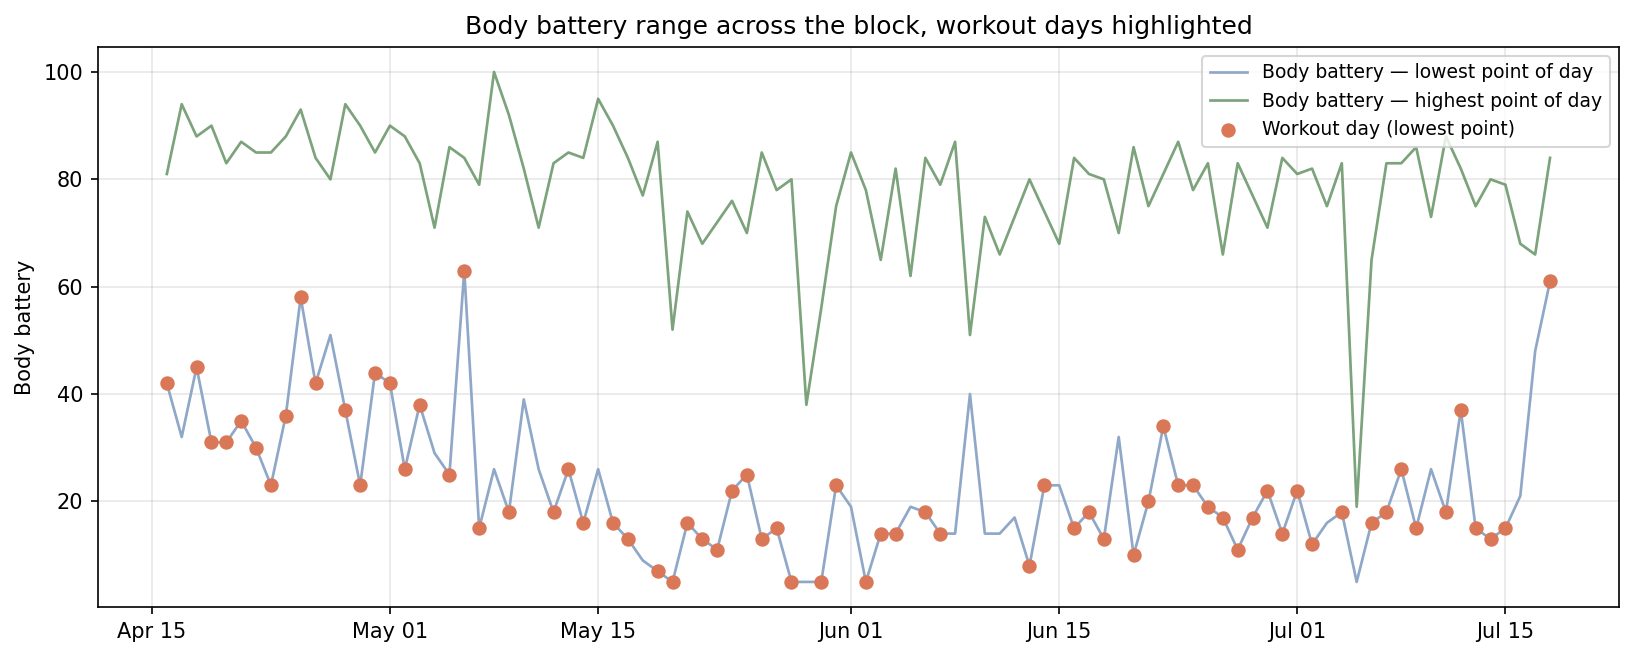 Body battery range across the block, workout days highlighted
Body battery — lowest point of day
Body battery — highest point of day
Workout day (lowest point)
Body battery
100
80
60
40
20
Apr 15
May 01
May 15
Jun 01
Jun 15
Jul 01
Jul 15